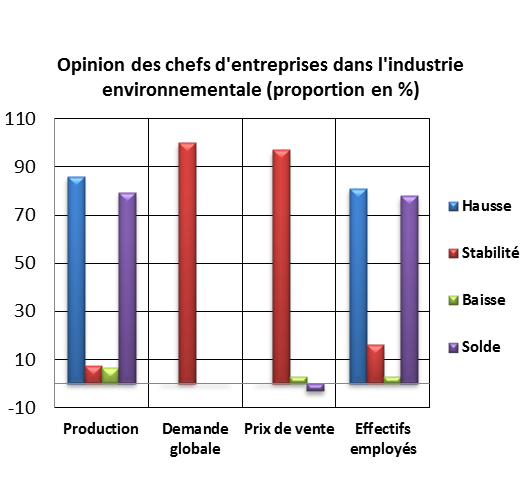 Opinion des chefs d'entreprises dans l'industrie
environnementale (proportion en %)
110
90
70
50
30
10
-10
Production
Demande
globale
Prix de vente
Effectifs
employés
Hausse
Stabilité
Baisse
Solde